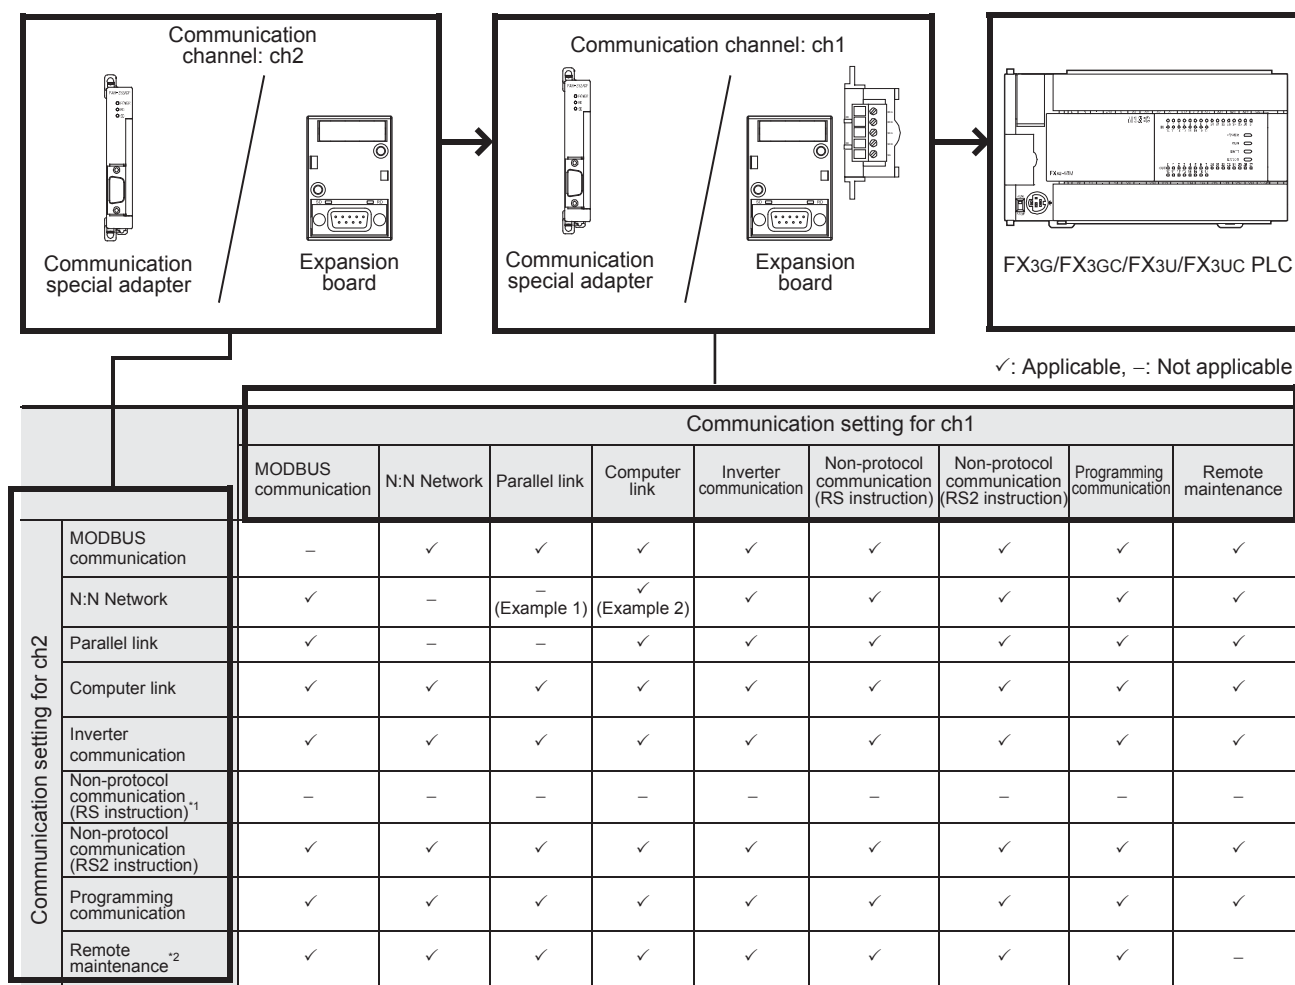 Communication
channel: ch2
Communication
special adapter
Expansion
board
Communication channel: ch1
Communication
special adapter
Expansion
board
FX3G/FX3GC/FX3U/FX3UC PLC
✓: Applicable, –: Not applicable
Communication setting for ch1
MODBUS
communication
N:N Network
Parallel link
Computer
link
Inverter
communication
Non-protocol
communication
(RS instruction)
Non-protocol
communication
(RS2 instruction)
Programming
communication
Remote
maintenance
Communication setting for ch2
MODBUS
communication
– ✓ ✓ ✓ ✓ ✓ ✓ ✓ ✓
N:N Network
✓ – – ✓ ✓ ✓ ✓ ✓ ✓
(Example 1) (Example 2)
Parallel link ✓ – – ✓ ✓ ✓ ✓ ✓ ✓
Computer link ✓ ✓ ✓ ✓ ✓ ✓ ✓ ✓ ✓
Inverter
communication
✓ ✓ ✓ ✓ ✓ ✓ ✓ ✓ ✓
Non-protocol
communication
(RS instruction)*1
– – – – – – – – –
Non-protocol
communication
(RS2 instruction)
✓ ✓ ✓ ✓ ✓ ✓ ✓ ✓ ✓
Programming
communication
✓ ✓ ✓ ✓ ✓ ✓ ✓ ✓ ✓
Remote
maintenance*2
✓ ✓ ✓ ✓ ✓ ✓ ✓ ✓ –